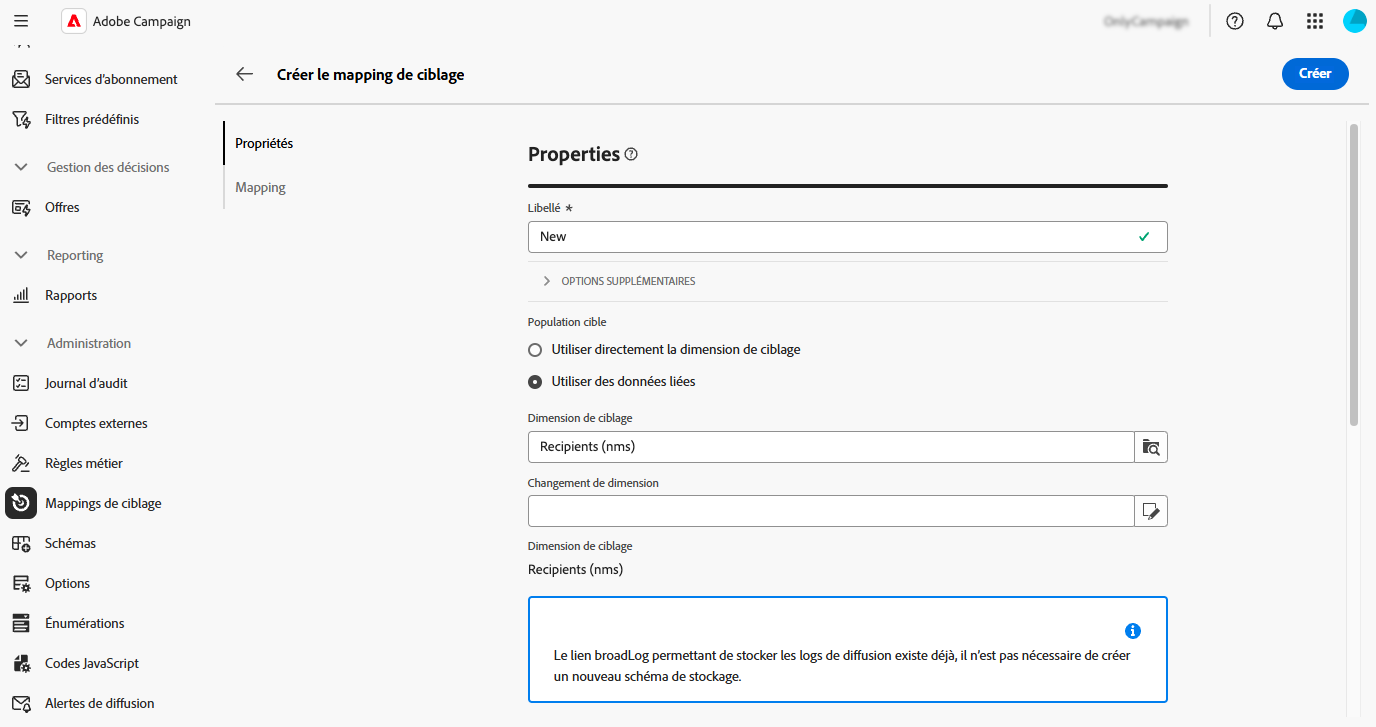 Adobe Campaign
Services d'abonnement
Filtres prédéfinis
Gestion des décisions
Offres
Reporting
Rapports
Administration
Journal d'audit
Comptes externes
Règles métier
Mappings de ciblage
Schémas
Options
Énumérations
Codes JavaScript
Alertes de diffusion
Créer le mapping de ciblage
Créer
Propriétés
Mapping
Properties
Libellé *
New
OPTIONS SUPPLÉMENTAIRES
Population cible
Utiliser directement la dimension de ciblage
Utiliser des données liées
Dimension de ciblage
Recipients (nms)
Changement de dimension
Dimension de ciblage
Recipients (nms)
Le lien broadLog permettant de stocker les logs de diffusion existe déjà, il n'est pas nécessaire de créer
un nouveau schéma de stockage.